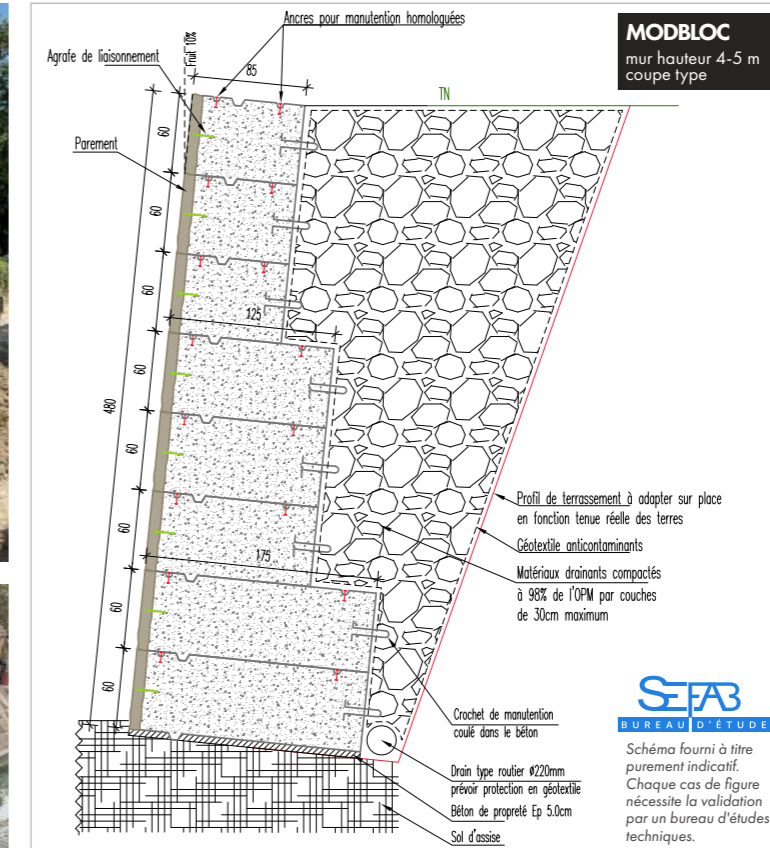 Ancres pour manutention homologuées
MODBLOC
mur hauteur 4-5 m
coupe type
Agrafe de liaisonnement
Fruit 10%
85
TN
Parement
60
60
60
125
60
480
60
60
175
60
60
Profil de terrassement à adapter sur place
en fonction tenue réelle des terres
Géotextile anticontaminants
Matériaux drainants compactés
à 98% de l'OPM par couches
de 30cm maximum
Crochet de manutention
coulé dans le béton
Drain type routier Ø220mm
prévoir protection en géotextile
Béton de propreté Ep 5.0cm
Sol d'assise
SEFAB
BUREAU D'ÉTUDE
Schéma fourni à titre
purement indicatif.
Chaque cas de figure
nécessite la validation
par un bureau d'études
techniques.